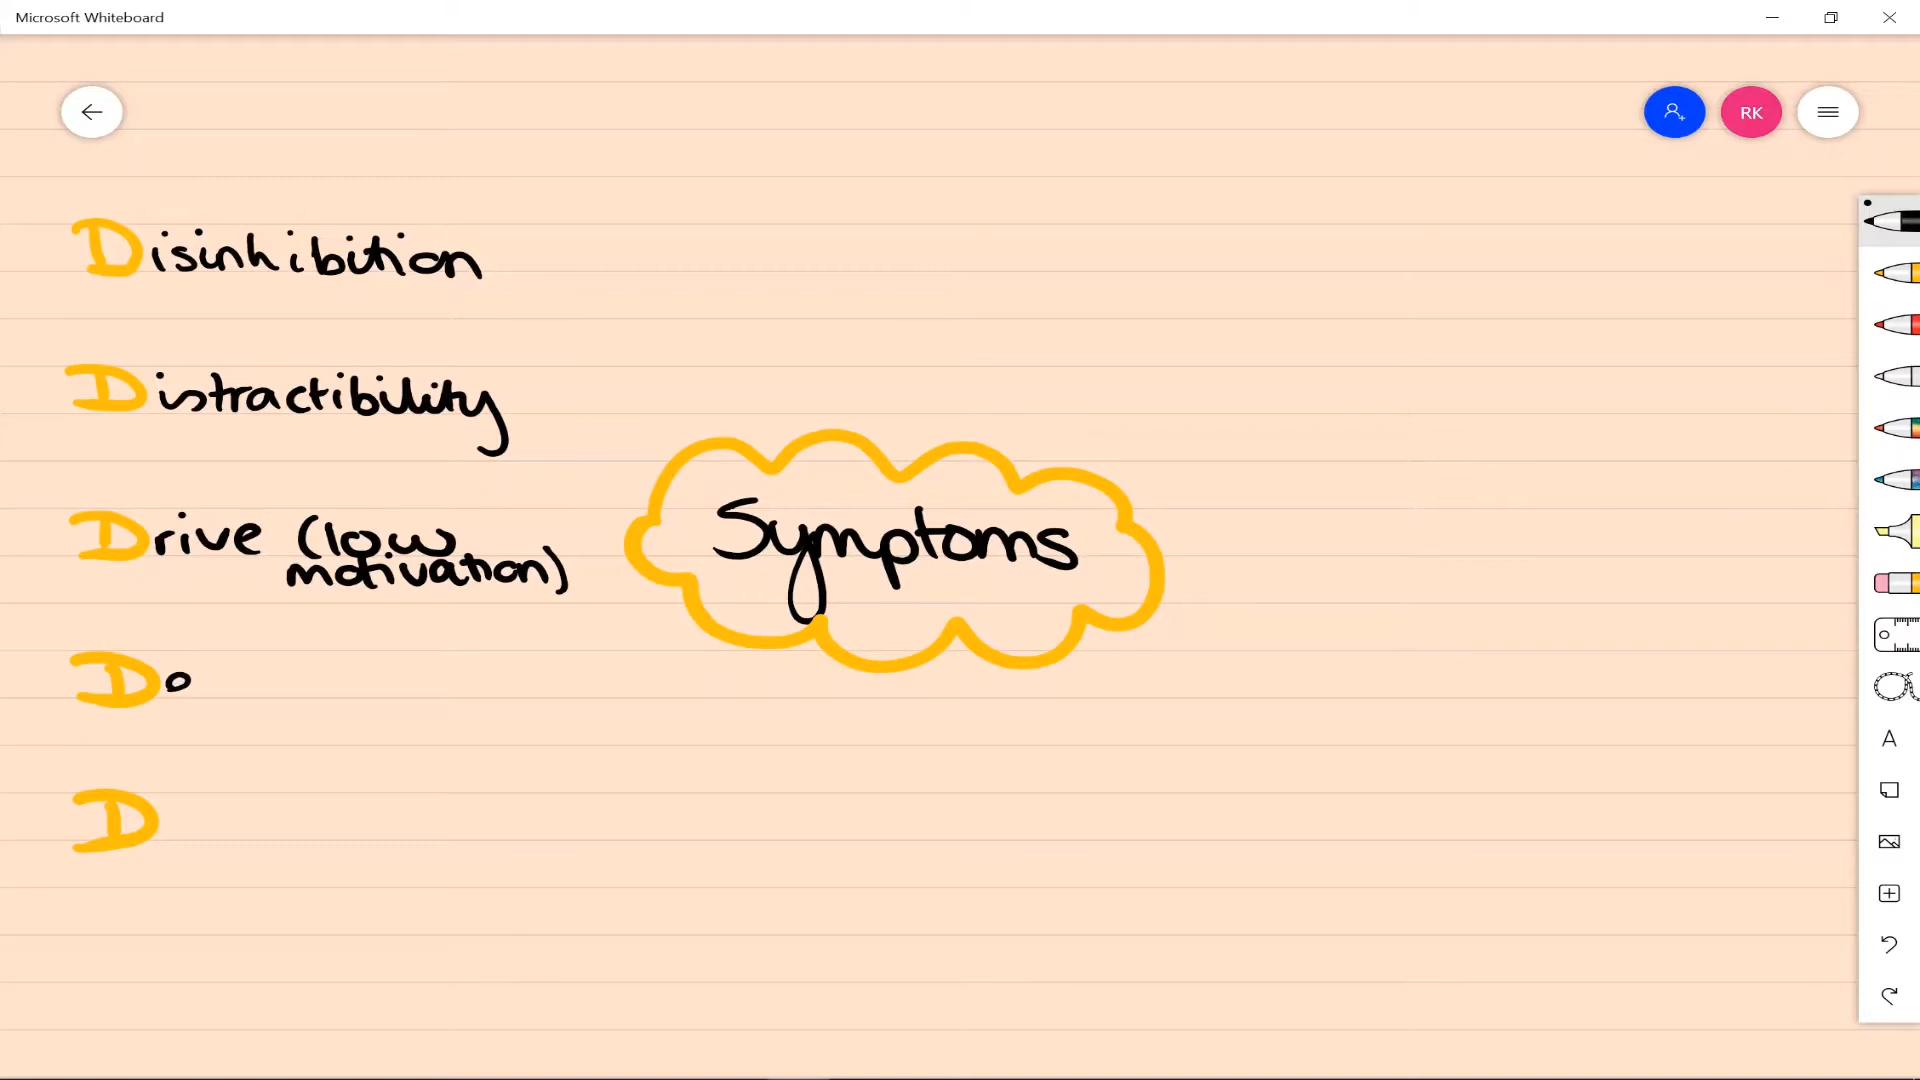 Microsoft Whiteboard
RK
Disinhibition
Distractibility
Drive (low
motivation)
Symptoms
Do
D
A